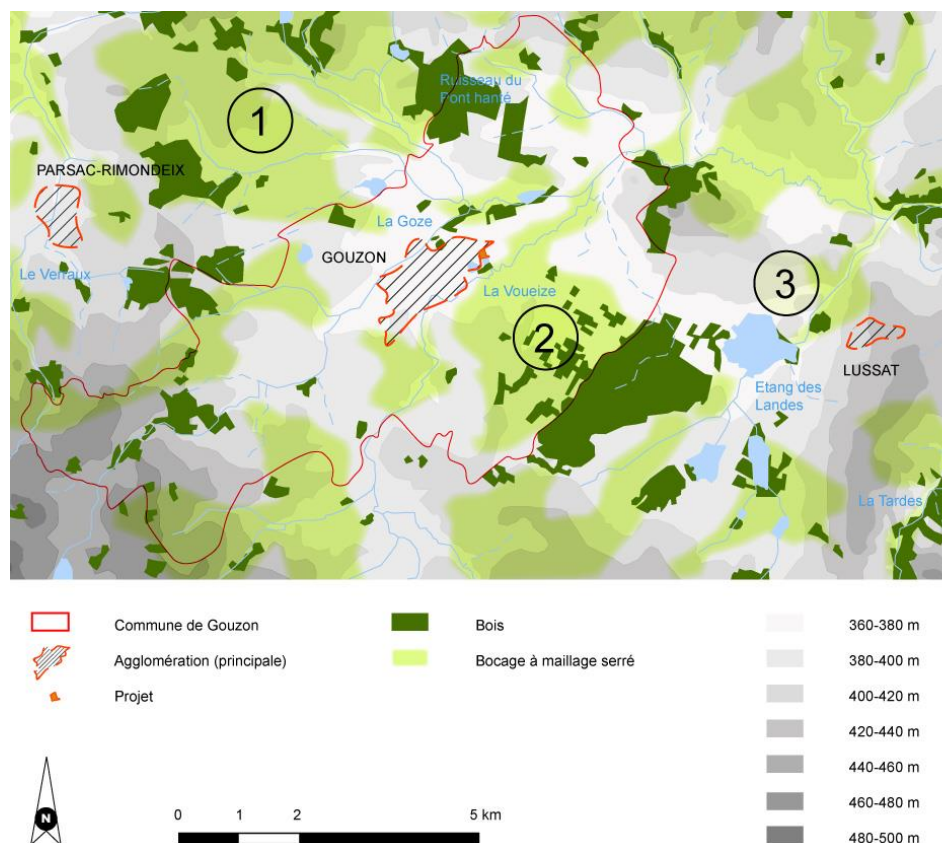 Ruisseau du
Pont hanté
1
PARSAC-RIMONDEIX
La Goze
GOUZON
Le Verraux
La Voueize
2
3
LUSSAT
Etang des
Landes
La Tardes
Commune de Gouzon
Agglomération (principale)
Projet
Bois
Bocage à maillage serré
360-380 m
380-400 m
400-420 m
420-440 m
440-460 m
460-480 m
480-500 m
N
0 1 2 5 km